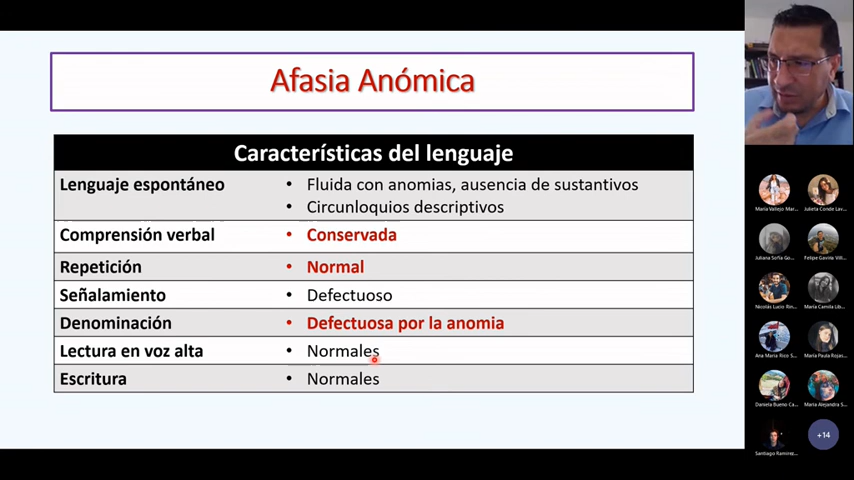 Afasia Anómica
Características del lenguaje
Lenguaje espontáneo
• Fluida con anomias, ausencia de sustantivos
• Circunloquios descriptivos
Comprensión verbal
• Conservada
Repetición
• Normal
Señalamiento
• Defectuoso
Denominación
• Defectuosa por la anomia
Lectura en voz alta
• Normales
Escritura
• Normales
María Vallejo Mar...
Julieta Conde Lav...
Juliana Sofía Go...
Felipe Gaviria Vill...
Nicolás Lucio Rin...
María Camila Lib...
Ana María Rico S...
María Paula Rojas...
Daniela Bueno Ca...
María Alejandra S...
Santiago Ramírez...
+14